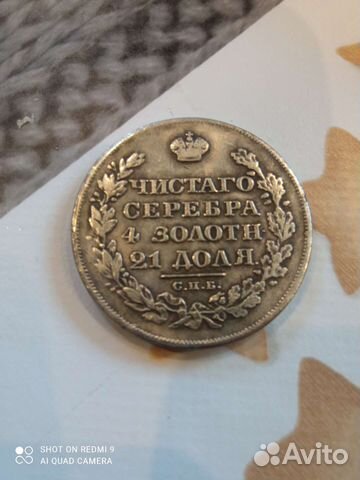 ЧИСТАГО
СЕРЕБРА
4 ЗОЛОТН.
21 ДОЛЯ.
С.П.Б.
SHOT ON REDMI 9
AI QUAD CAMERA
Avito